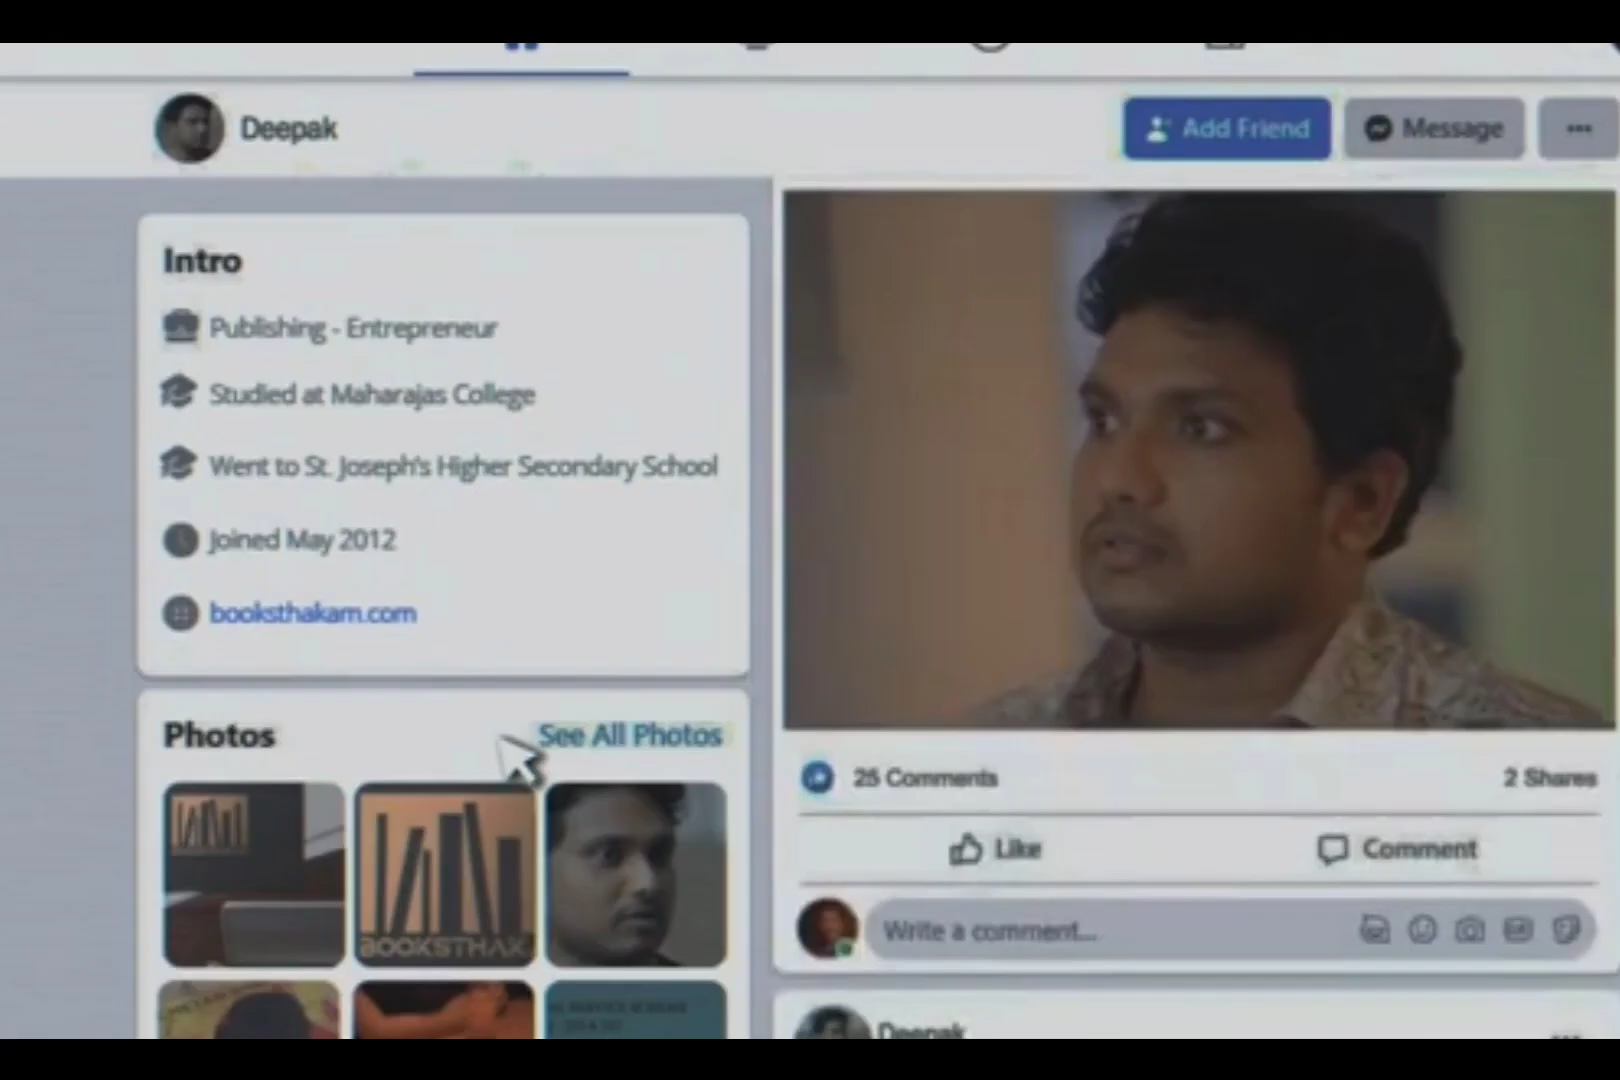 Deepak
Add Friend
Message
Intro
Publishing - Entrepreneur
Studied at Maharajas College
Went to St. Joseph's Higher Secondary School
Joined May 2012
booksthakam.com
Photos
See All Photos
BOOKSTHAK
25 Comments
2 Shares
Like
Comment
Write a comment...
Deepak